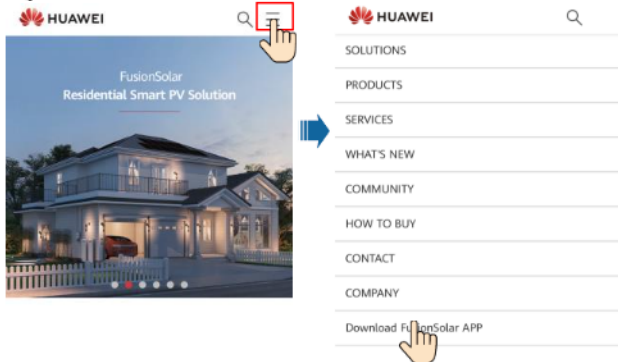 HUAWEI
FusionSolar
Residential Smart PV Solution
HUAWEI
SOLUTIONS
PRODUCTS
SERVICES
WHAT'S NEW
COMMUNITY
HOW TO BUY
CONTACT
COMPANY
Download FusionSolar APP